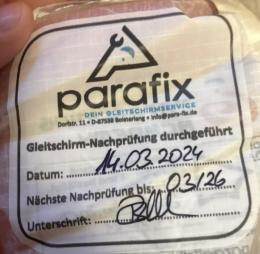 parafix
DEIN GLEITSCHIRMSERVICE
Dorfstr. 11 • D-87538 Bolsterlang • info@para-fix.de
Gleitschirm-Nachprüfung durchgeführt
Datum: 14.03 2024
Nächste Nachprüfung bis: 03/26
Unterschrift: